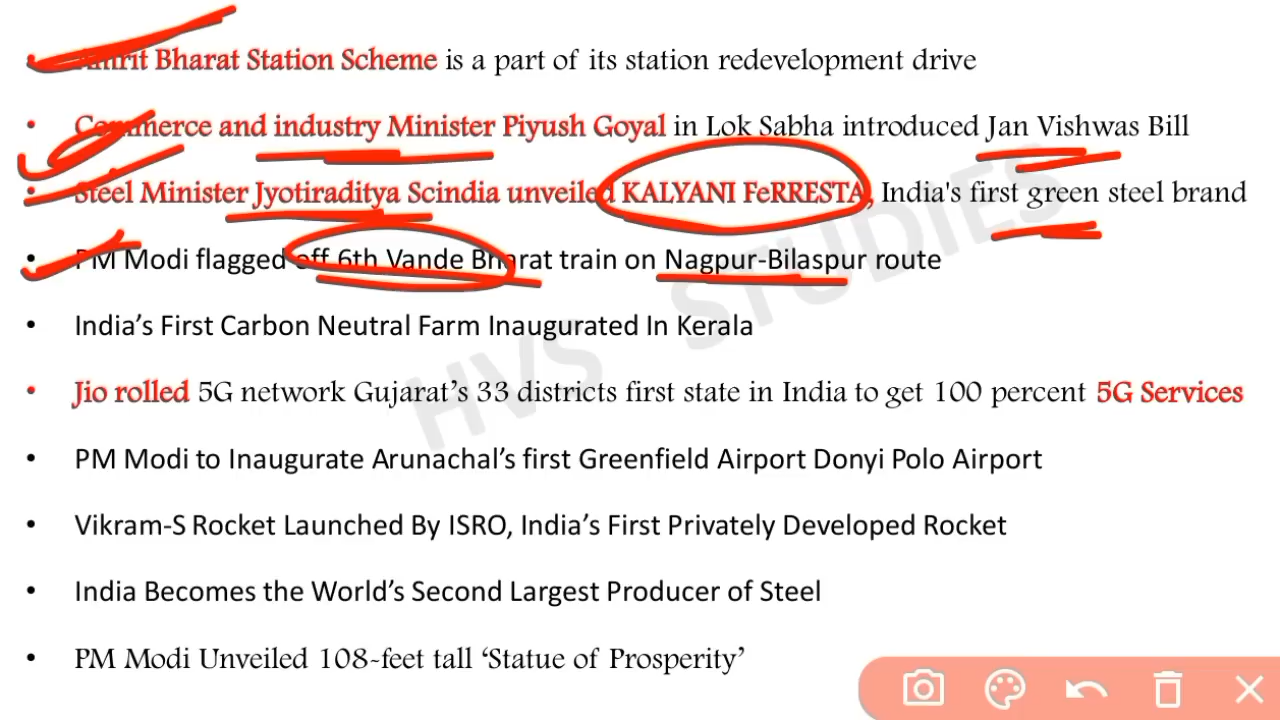 • Amrit Bharat Station Scheme is a part of its station redevelopment drive
• Commerce and industry Minister Piyush Goyal in Lok Sabha introduced Jan Vishwas Bill
• Steel Minister Jyotiraditya Scindia unveiled KALYANI FeRRESTA, India's first green steel brand
• PM Modi flagged off 6th Vande Bharat train on Nagpur-Bilaspur route
• India’s First Carbon Neutral Farm Inaugurated In Kerala
• Jio rolled 5G network Gujarat’s 33 districts first state in India to get 100 percent 5G Services
• PM Modi to Inaugurate Arunachal’s first Greenfield Airport Donyi Polo Airport
• Vikram-S Rocket Launched By ISRO, India’s First Privately Developed Rocket
• India Becomes the World’s Second Largest Producer of Steel
• PM Modi Unveiled 108-feet tall ‘Statue of Prosperity’
HVS STUDIES